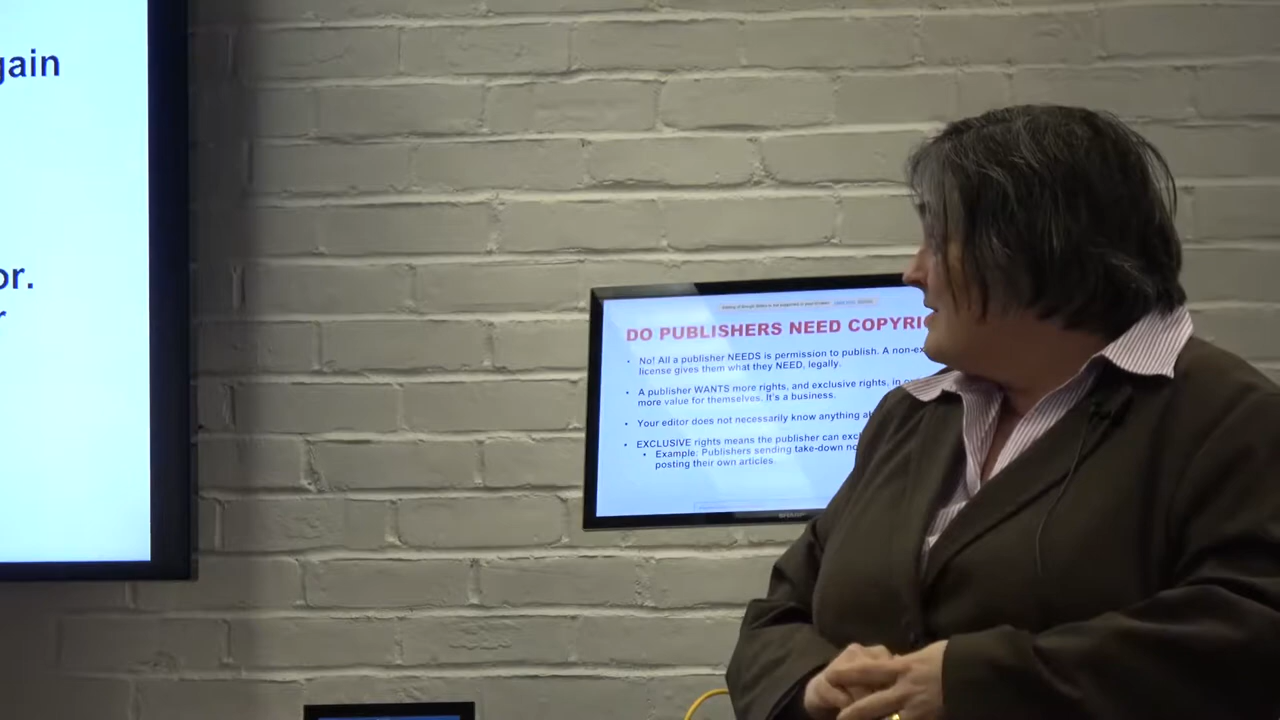 gain
or.
DO PUBLISHERS NEED COPYRI
• No! All a publisher NEEDS is permission to publish. A non-ex
license gives them what they NEED, legally.
• A publisher WANTS more rights, and exclusive rights, in
more value for themselves. It's a business.
• Your editor does not necessarily know anything
• EXCLUSIVE rights means the publisher can exc
• Example: Publishers sending take-down no
posting their own articles.
SHARP